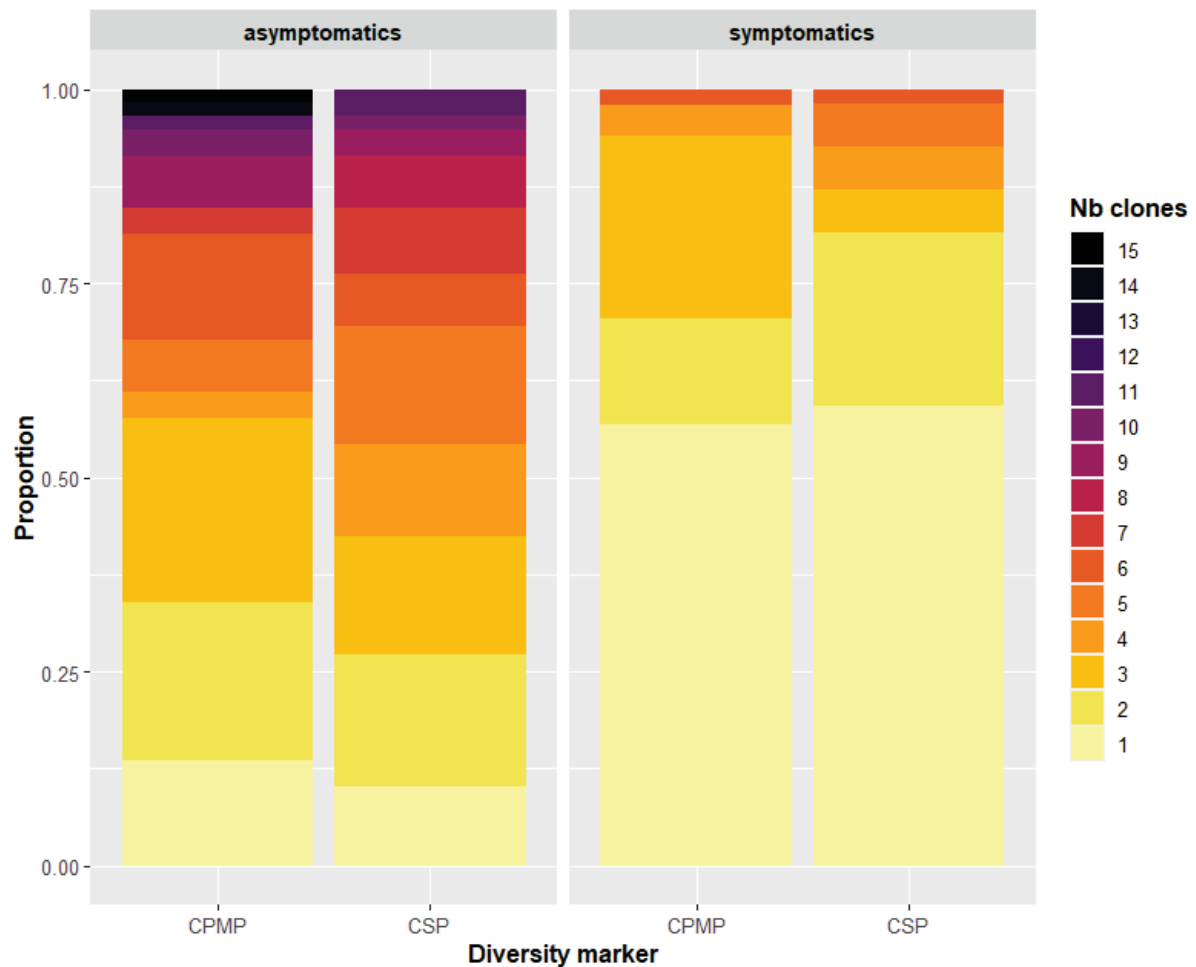 asymptomatics
symptomatics
1.00
0.75
0.50
0.25
0.00
Proportion
CPMP
CSP
CPMP
CSP
Diversity marker
Nb clones
15
14
13
12
11
10
9
8
7
6
5
4
3
2
1